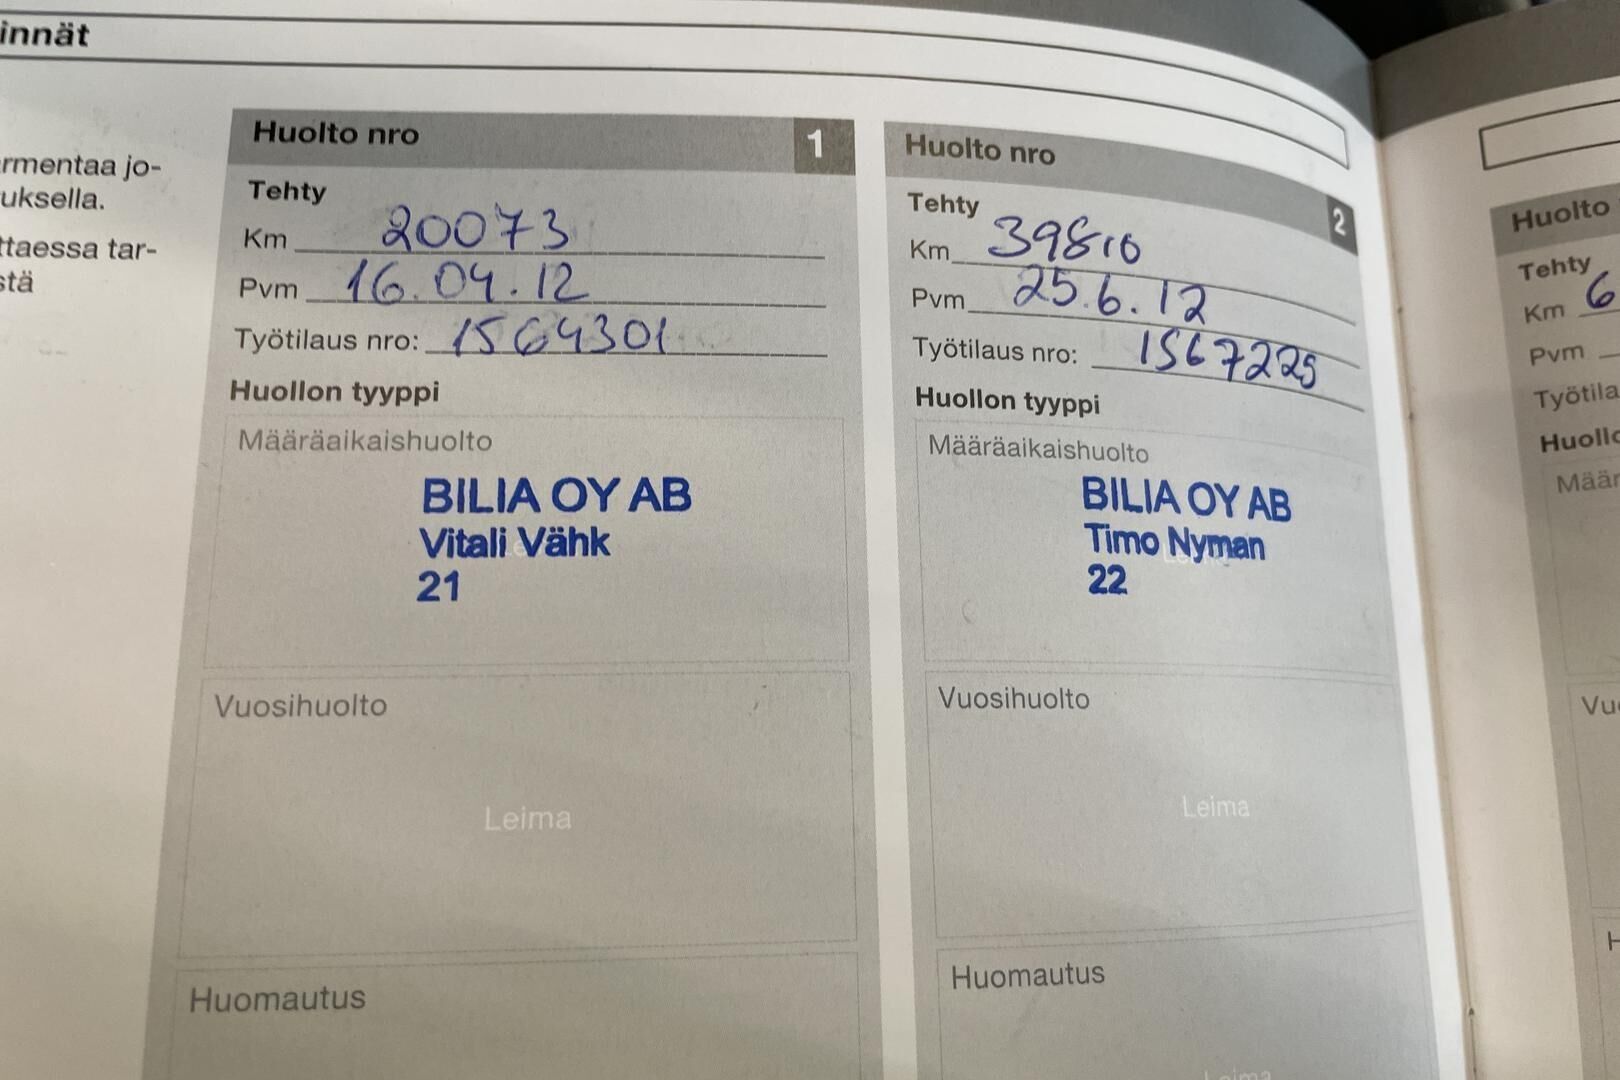 innät
rmentaa jo-
uksella.
ttaessa tar-
stä
Huolto nro 1
Tehty
Km 20073
Pvm 16.04.12
Työtilaus nro: 1564301
Huollon tyyppi
Määräaikaishuolto
BILIA OY AB
Vitali Vähk
21
Vuosihuolto
Leima
Huomautus
Huolto nro 2
Tehty
Km 39810
Pvm 25.6.12
Työtilaus nro: 1567225
Huollon tyyppi
Määräaikaishuolto
BILIA OY AB
Timo Nyman
22
Vuosihuolto
Leima
Huomautus
Leima
Huolto
Tehty
Km 6
Pvm
Työtila
Huollo
Määr
Vu
H